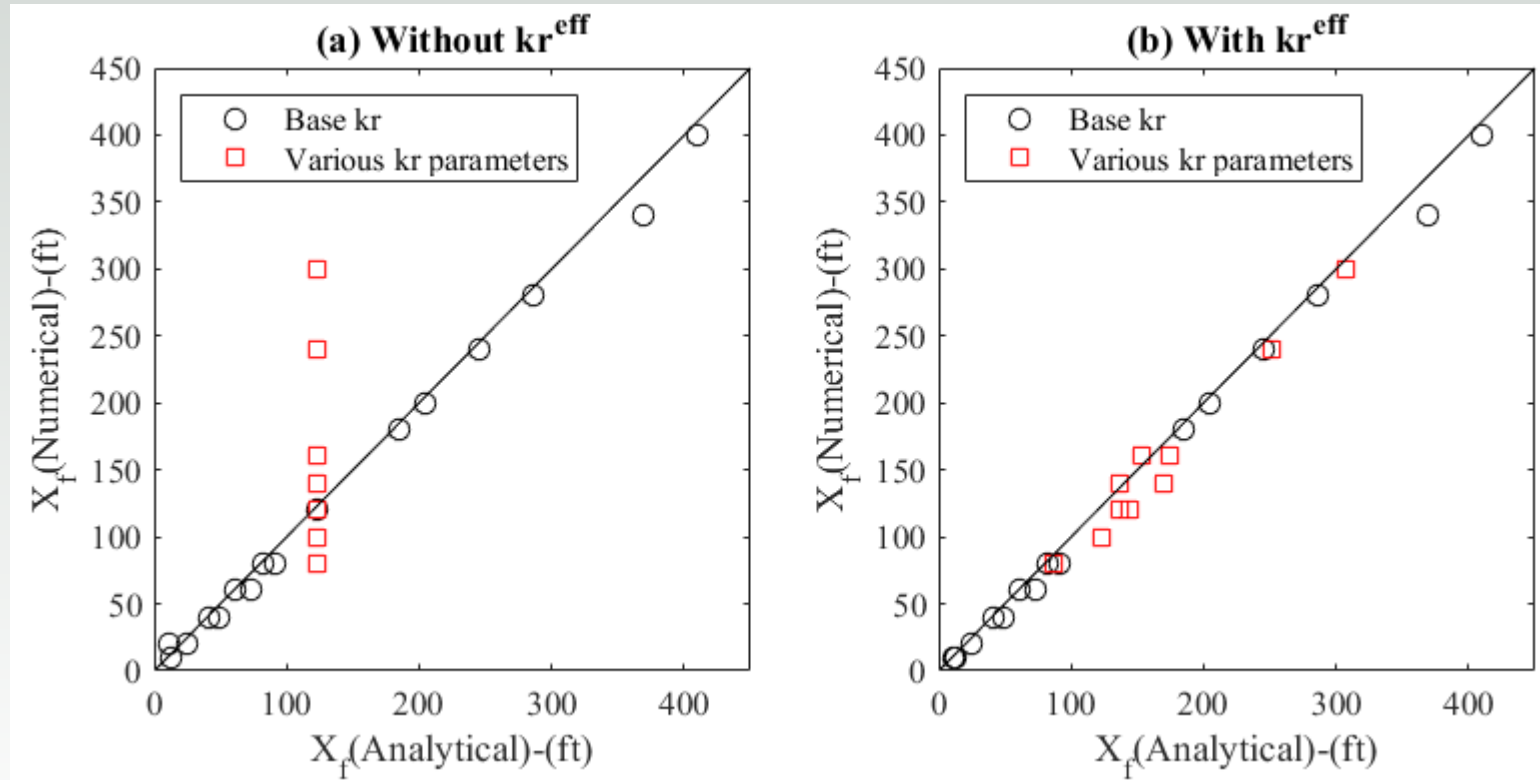 (a) Without kr^eff
450
400
350
300
250
200
150
100
50
0
X_f(Numerical)-(ft)
Base kr
Various kr parameters
0 100 200 300 400
X_f(Analytical)-(ft)
(b) With kr^eff
450
400
350
300
250
200
150
100
50
0
X_f(Numerical)-(ft)
Base kr
Various kr parameters
0 100 200 300 400
X_f(Analytical)-(ft)